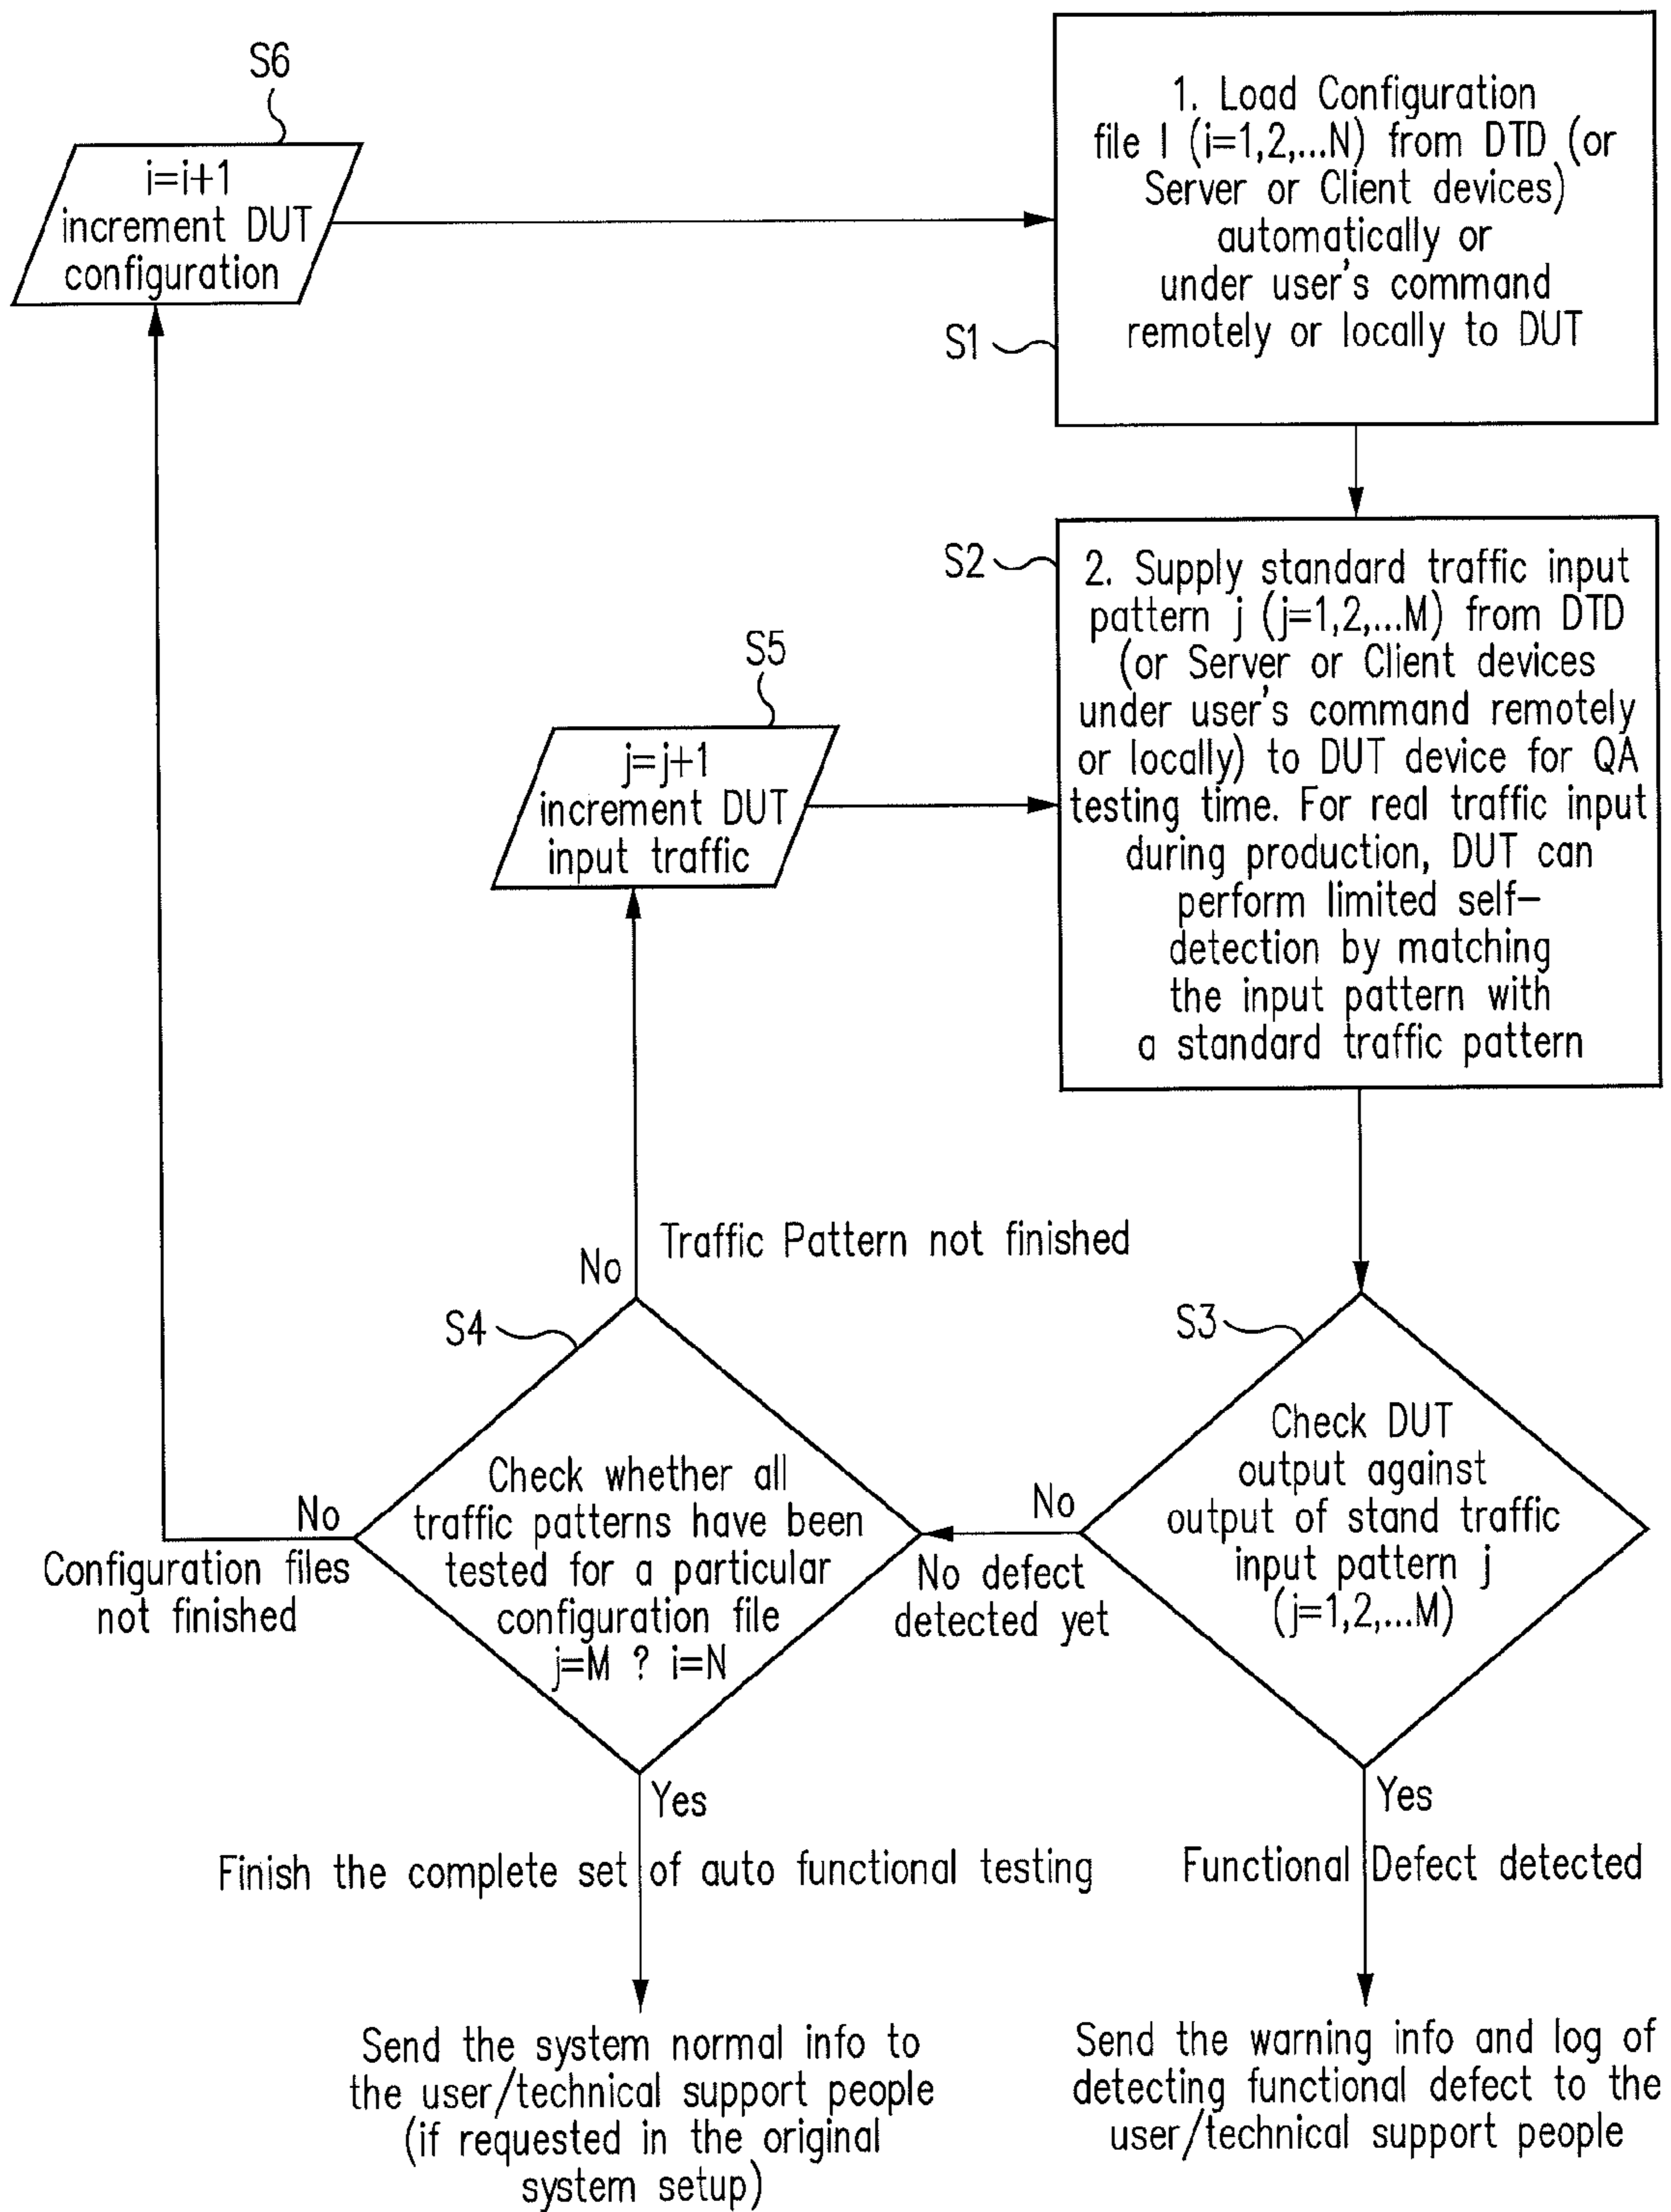 S6
i=i+1
increment DUT
configuration
1. Load Configuration
file I (i=1,2,...N) from DTD (or
Server or Client devices)
automatically or
under user's command
remotely or locally to DUT
S1
S2
2. Supply standard traffic input
pattern j (j=1,2,...M) from DTD
(or Server or Client devices
under user's command remotely
or locally) to DUT device for QA
testing time. For real traffic input
during production, DUT can
perform limited self-
detection by matching
the input pattern with
a standard traffic pattern
S5
j=j+1
increment DUT
input traffic
Traffic Pattern not finished
No
S4
Check whether all
traffic patterns have been
tested for a particular
configuration file
j=M ? i=N
No
Configuration files
not finished
S3
Check DUT
output against
output of stand traffic
input pattern j
(j=1,2,...M)
No
No defect
detected yet
Yes
Finish the complete set of auto functional testing
Send the system normal info to
the user/technical support people
(if requested in the original
system setup)
Yes
Functional Defect detected
Send the warning info and log of
detecting functional defect to the
user/technical support people